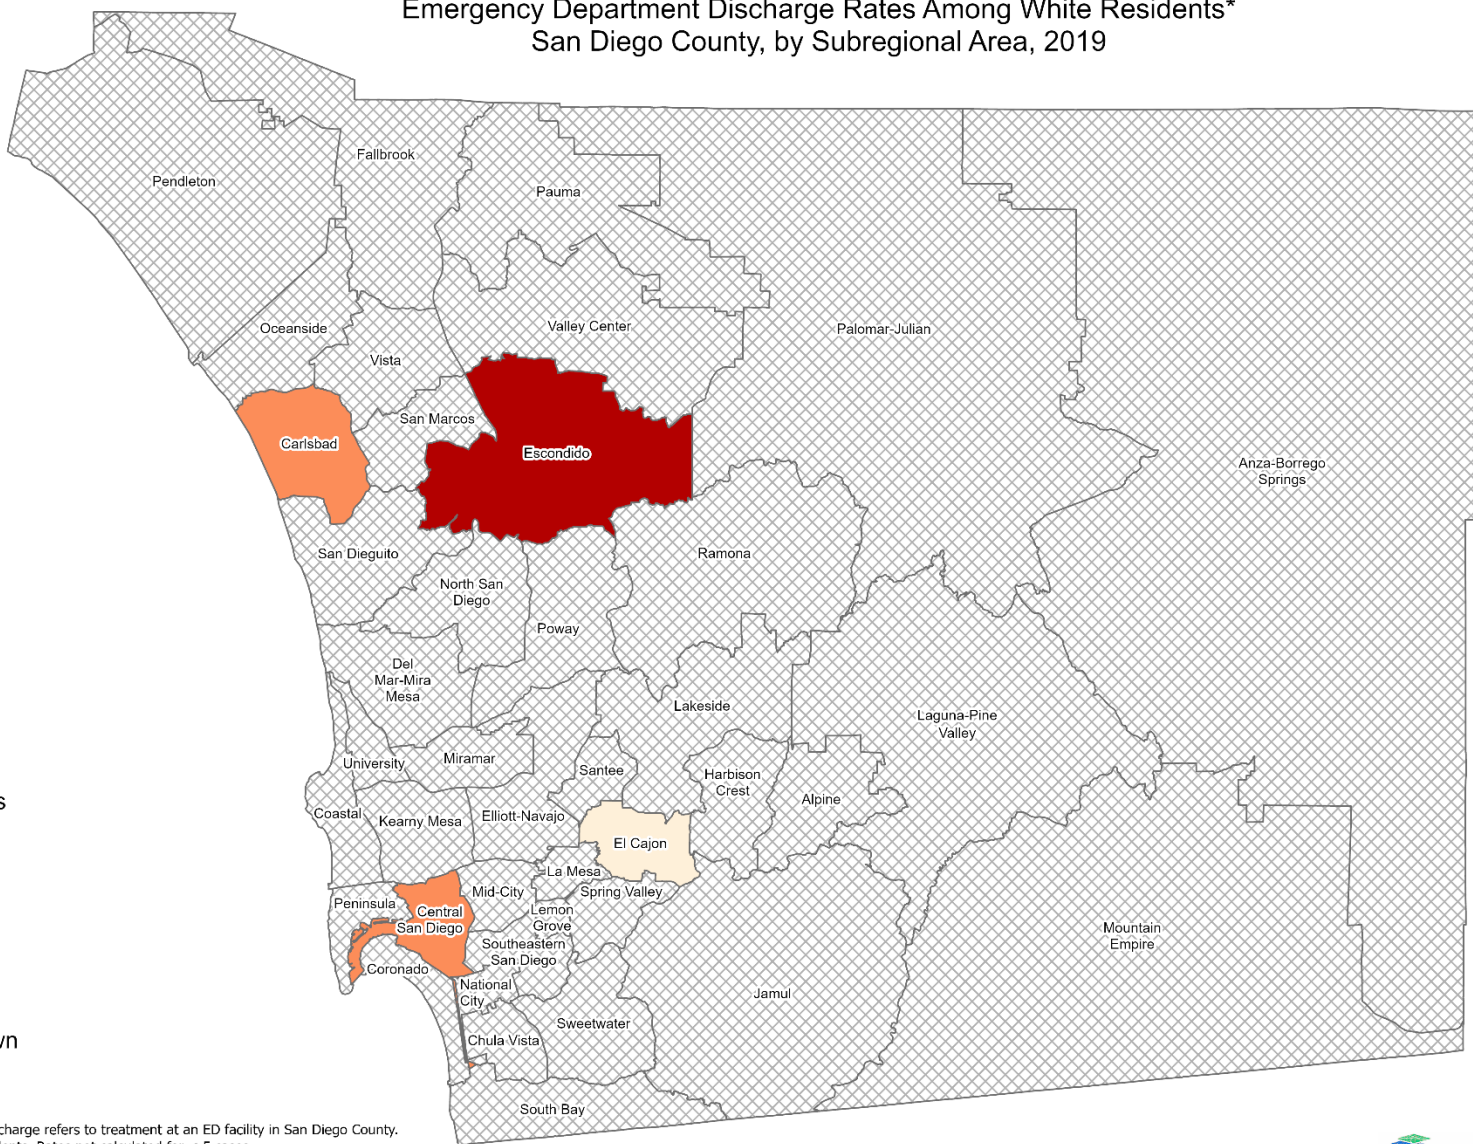 Emergency Department Discharge Rates Among White Residents*
San Diego County, by Subregional Area, 2019
Fallbrook
Pendleton
Pauma
Oceanside
Valley Center
Palomar-Julian
Vista
San Marcos
Carlsbad
Escondido
Anza-Borrego
Springs
San Dieguito
Ramona
North San
Diego
Poway
Del
Mar-Mira
Mesa
Lakeside
Laguna-Pine
Valley
University
Miramar
Santee
Harbison
Crest
Alpine
Coastal
Kearny Mesa
Elliott-Navajo
El Cajon
La Mesa
Mid-City
Spring Valley
Peninsula
Central
San Diego
Lemon
Grove
Southeastern
San Diego
Mountain
Empire
Coronado
National
City
Jamul
Sweetwater
Chula Vista
South Bay
charge refers to treatment at an ED facility in San Diego County.